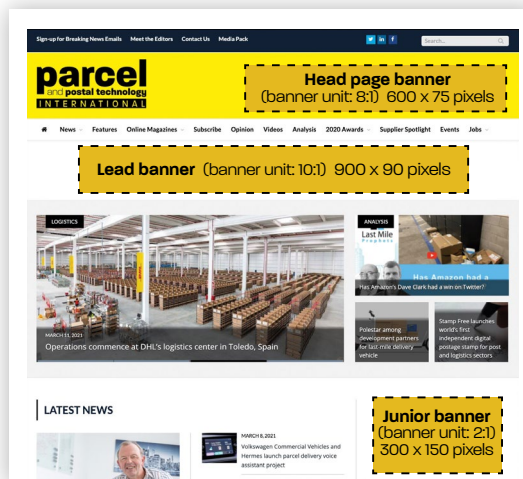 Sign-up for Breaking News Emails Meet the Editors Contact Us Media Pack
Search...
parcel
and postal technology
INTERNATIONAL
Head page banner
(banner unit: 8:1) 600 x 75 pixels
News Features Online Magazines Subscribe Opinion Videos Analysis 2020 Awards Supplier Spotlight Events Jobs
Lead banner (banner unit: 10:1) 900 x 90 pixels
LOGISTICS
MARCH 11, 2021
Operations commence at DHL's logistics center in Toledo, Spain
ANALYSIS
Last Mile
Prophets
Has Amazon had a
Has Amazon's Dave Clark had a win on Twitter?
Polestar among
development partners
for last-mile delivery
vehicle
Stamp Free launches
world's first
independent digital
postage stamp for post
and logistics sectors
LATEST NEWS
MARCH 8, 2021
Volkswagen Commercial Vehicles and
Hermes launch parcel delivery voice
assistant project
Junior banner
(banner unit: 2:1)
300 x 150 pixels